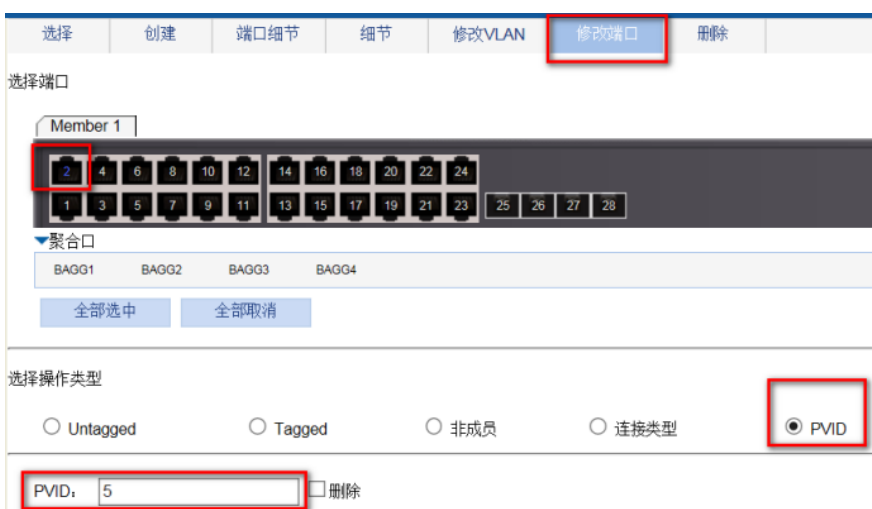 选择 创建 端口细节 细节 修改VLAN 修改端口 删除
选择端口
Member 1
2 4 6 8 10 12 14 16 18 20 22 24
1 3 5 7 9 11 13 15 17 19 21 23 25 26 27 28
聚合口
BAGG1 BAGG2 BAGG3 BAGG4
全部选中 全部取消
选择操作类型
Untagged Tagged 非成员 连接类型 PVID
PVID: 5 删除